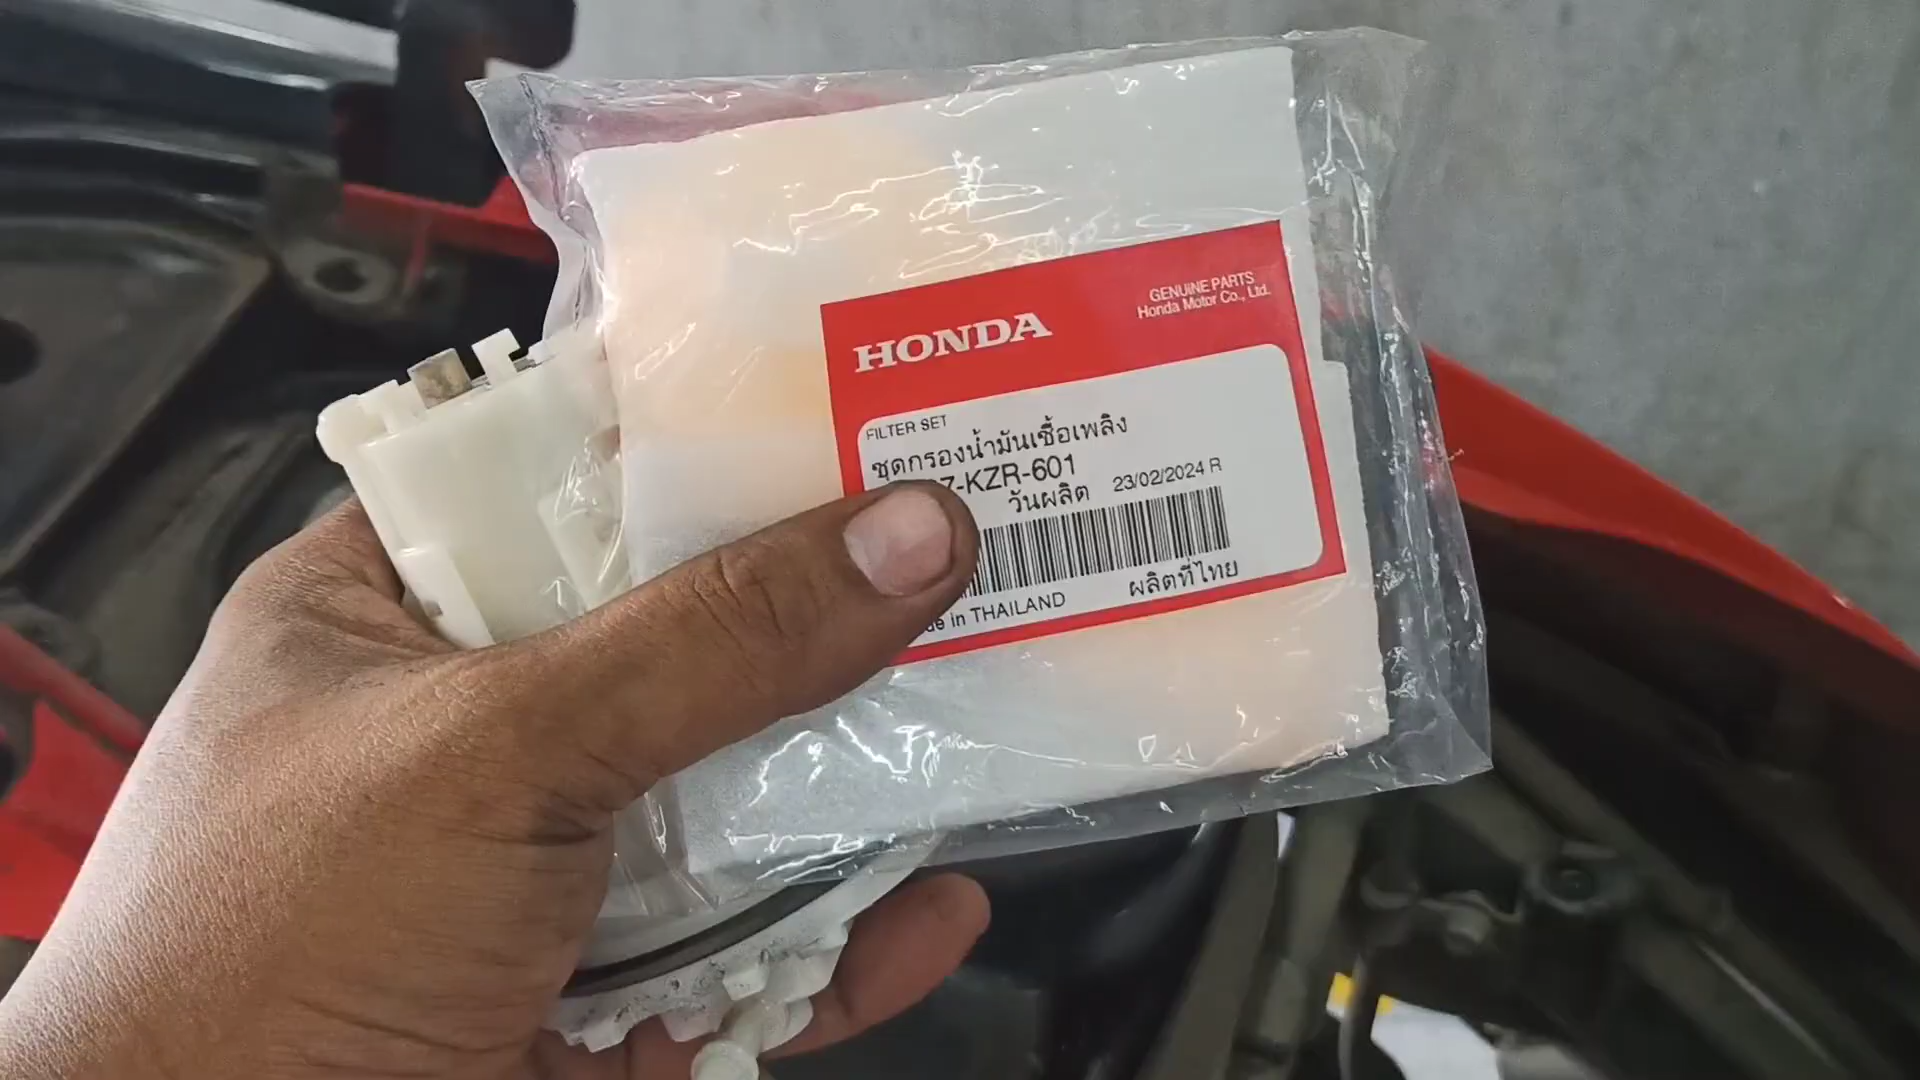 HONDA
GENUINE PARTS
Honda Motor Co., Ltd.
FILTER SET
ชุดกรองน้ำมันเชื้อเพลิง
7-KZR-601
วันผลิต 23/02/2024 R
in THAILAND
ผลิตที่ไทย